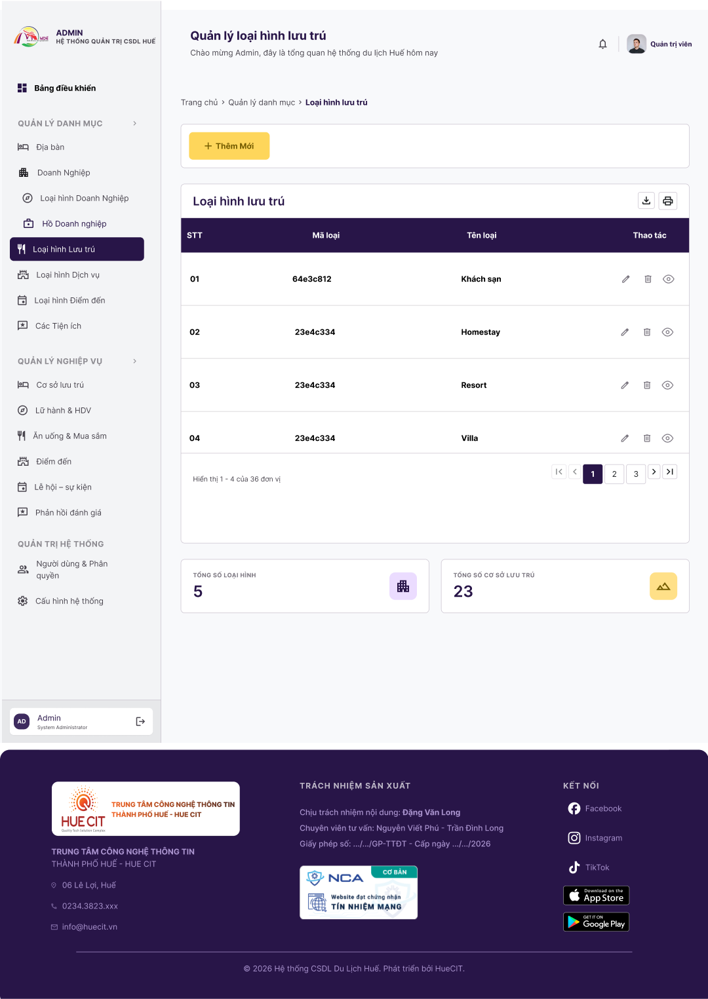 ADMIN
HỆ THỐNG QUẢN TRỊ CSDL HUẾ
Bảng điều khiển
QUẢN LÝ DANH MỤC
Địa bàn
Doanh Nghiệp
Loại hình Doanh Nghiệp
Hồ Doanh nghiệp
Loại hình Lưu trú
Loại hình Dịch vụ
Loại hình Điểm đến
Các Tiện ích
QUẢN LÝ NGHIỆP VỤ
Cơ sở lưu trú
Lữ hành & HDV
Ăn uống & Mua sắm
Điểm đến
Lễ hội – sự kiện
Phản hồi đánh giá
QUẢN TRỊ HỆ THỐNG
Người dùng & Phân
quyền
Cấu hình hệ thống
AD
Admin
System Administrator
Quản lý loại hình lưu trú
Chào mừng Admin, đây là tổng quan hệ thống du lịch Huế hôm nay
Quản trị viên
Trang chủ › Quản lý danh mục › Loại hình lưu trú
+ Thêm Mới
Loại hình lưu trú
STT Mã loại Tên loại Thao tác
01 64e3c812 Khách sạn
02 23e4c334 Homestay
03 23e4c334 Resort
04 23e4c334 Villa
Hiển thị 1 - 4 của 36 đơn vị
1 2 3
TỔNG SỐ LOẠI HÌNH
5
TỔNG SỐ CƠ SỞ LƯU TRÚ
23
HUE CIT
Quality Tech Solution Complex
TRUNG TÂM CÔNG NGHỆ THÔNG TIN
THÀNH PHỐ HUẾ - HUE CIT
TRUNG TÂM CÔNG NGHỆ THÔNG TIN
THÀNH PHỐ HUẾ - HUE CIT
06 Lê Lợi, Huế
0234.3823.xxx
info@huecit.vn
TRÁCH NHIỆM SẢN XUẤT
Chịu trách nhiệm nội dung: Đặng Văn Long
Chuyên viên tư vấn: Nguyễn Viết Phú - Trần Đình Long
Giấy phép số: .../.../GP-TTĐT - Cấp ngày .../.../2026
NCA
CƠ BẢN
Website đạt chứng nhận
TÍN NHIỆM MẠNG
KẾT NỐI
Facebook
Instagram
TikTok
Download on the
App Store
GET IT ON
Google Play
© 2026 Hệ thống CSDL Du Lịch Huế. Phát triển bởi HueCIT.